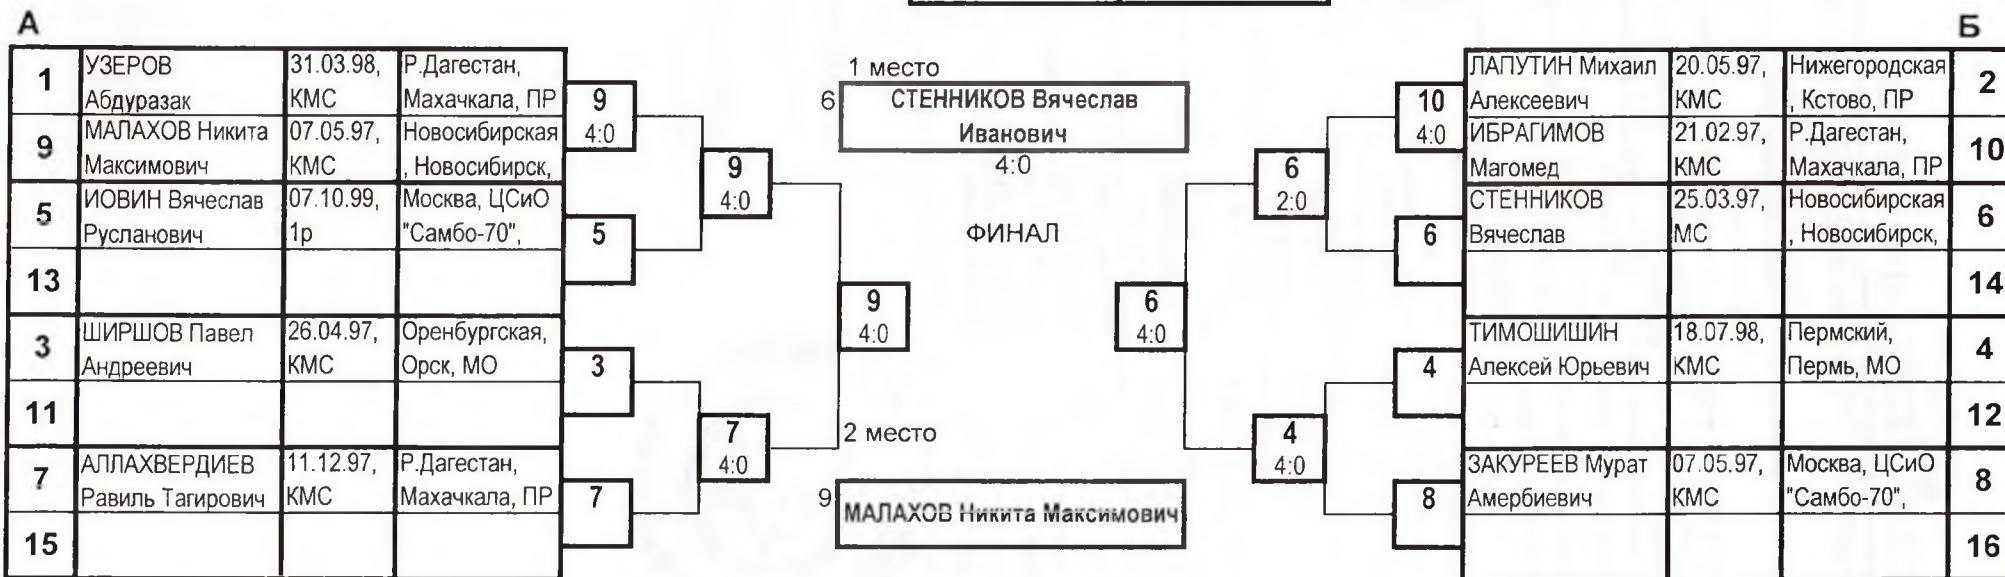 А
Б
1
УЗЕРОВ
Абдуразак
31.03.98,
КМС
Р.Дагестан,
Махачкала, ПР
9
МАЛАХОВ Никита
Максимович
07.05.97,
КМС
Новосибирская
, Новосибирск,
5
ИОВИН Вячеслав
Русланович
07.10.99,
1р
Москва, ЦСиО
"Самбо-70",
13
3
ШИРШОВ Павел
Андреевич
26.04.97,
КМС
Оренбургская,
Орск, МО
11
7
АЛЛАХВЕРДИЕВ
Равиль Тагирович
11.12.97,
КМС
Р.Дагестан,
Махачкала, ПР
15
9
4:0
5
3
7
9
4:0
7
4:0
9
4:0
1 место
6
СТЕННИКОВ Вячеслав
Иванович
4:0
ФИНАЛ
2 место
9
МАЛАХОВ Никита Максимович
6
4:0
6
2:0
4
4:0
10
4:0
6
4
8
ЛАПУТИН Михаил
Алексеевич
20.05.97,
КМС
Нижегородская
, Кстово, ПР
2
ИБРАГИМОВ
Магомед
21.02.97,
КМС
Р.Дагестан,
Махачкала, ПР
10
СТЕННИКОВ
Вячеслав
25.03.97,
МС
Новосибирская
, Новосибирск,
6
14
ТИМОШИШИН
Алексей Юрьевич
18.07.98,
КМС
Пермский,
Пермь, МО
4
12
ЗАКУРЕЕВ Мурат
Амербиевич
07.05.97,
КМС
Москва, ЦСиО
"Самбо-70",
8
16